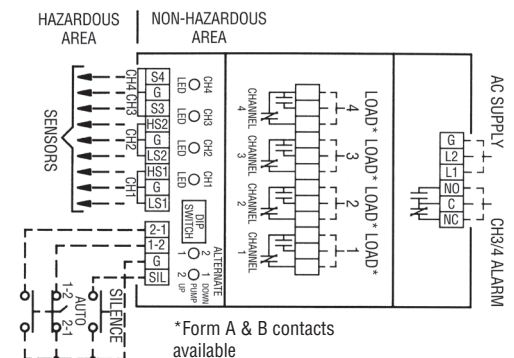 HAZARDOUS AREA
NON-HAZARDOUS AREA
SENSORS
CH4
CH3
CH2
CH1
S4
G
S3
HS2
G
LS2
HS1
G
LS1
2-1
1-2
G
SIL
LED
CH4
LED
CH3
LED
CH2
LED
CH1
DIP SWITCH
ALTERNATE
1 2
2 1
UP PUMP DOWN
CHANNEL 4
CHANNEL 3
CHANNEL 2
CHANNEL 1
4 LOAD*
3 LOAD*
2 LOAD*
1 LOAD*
AC SUPPLY
G
L2
L1
NO
C
NC
CH3/4 ALARM
1-2
AUTO
2-1
SILENCE
*Form A & B contacts
available